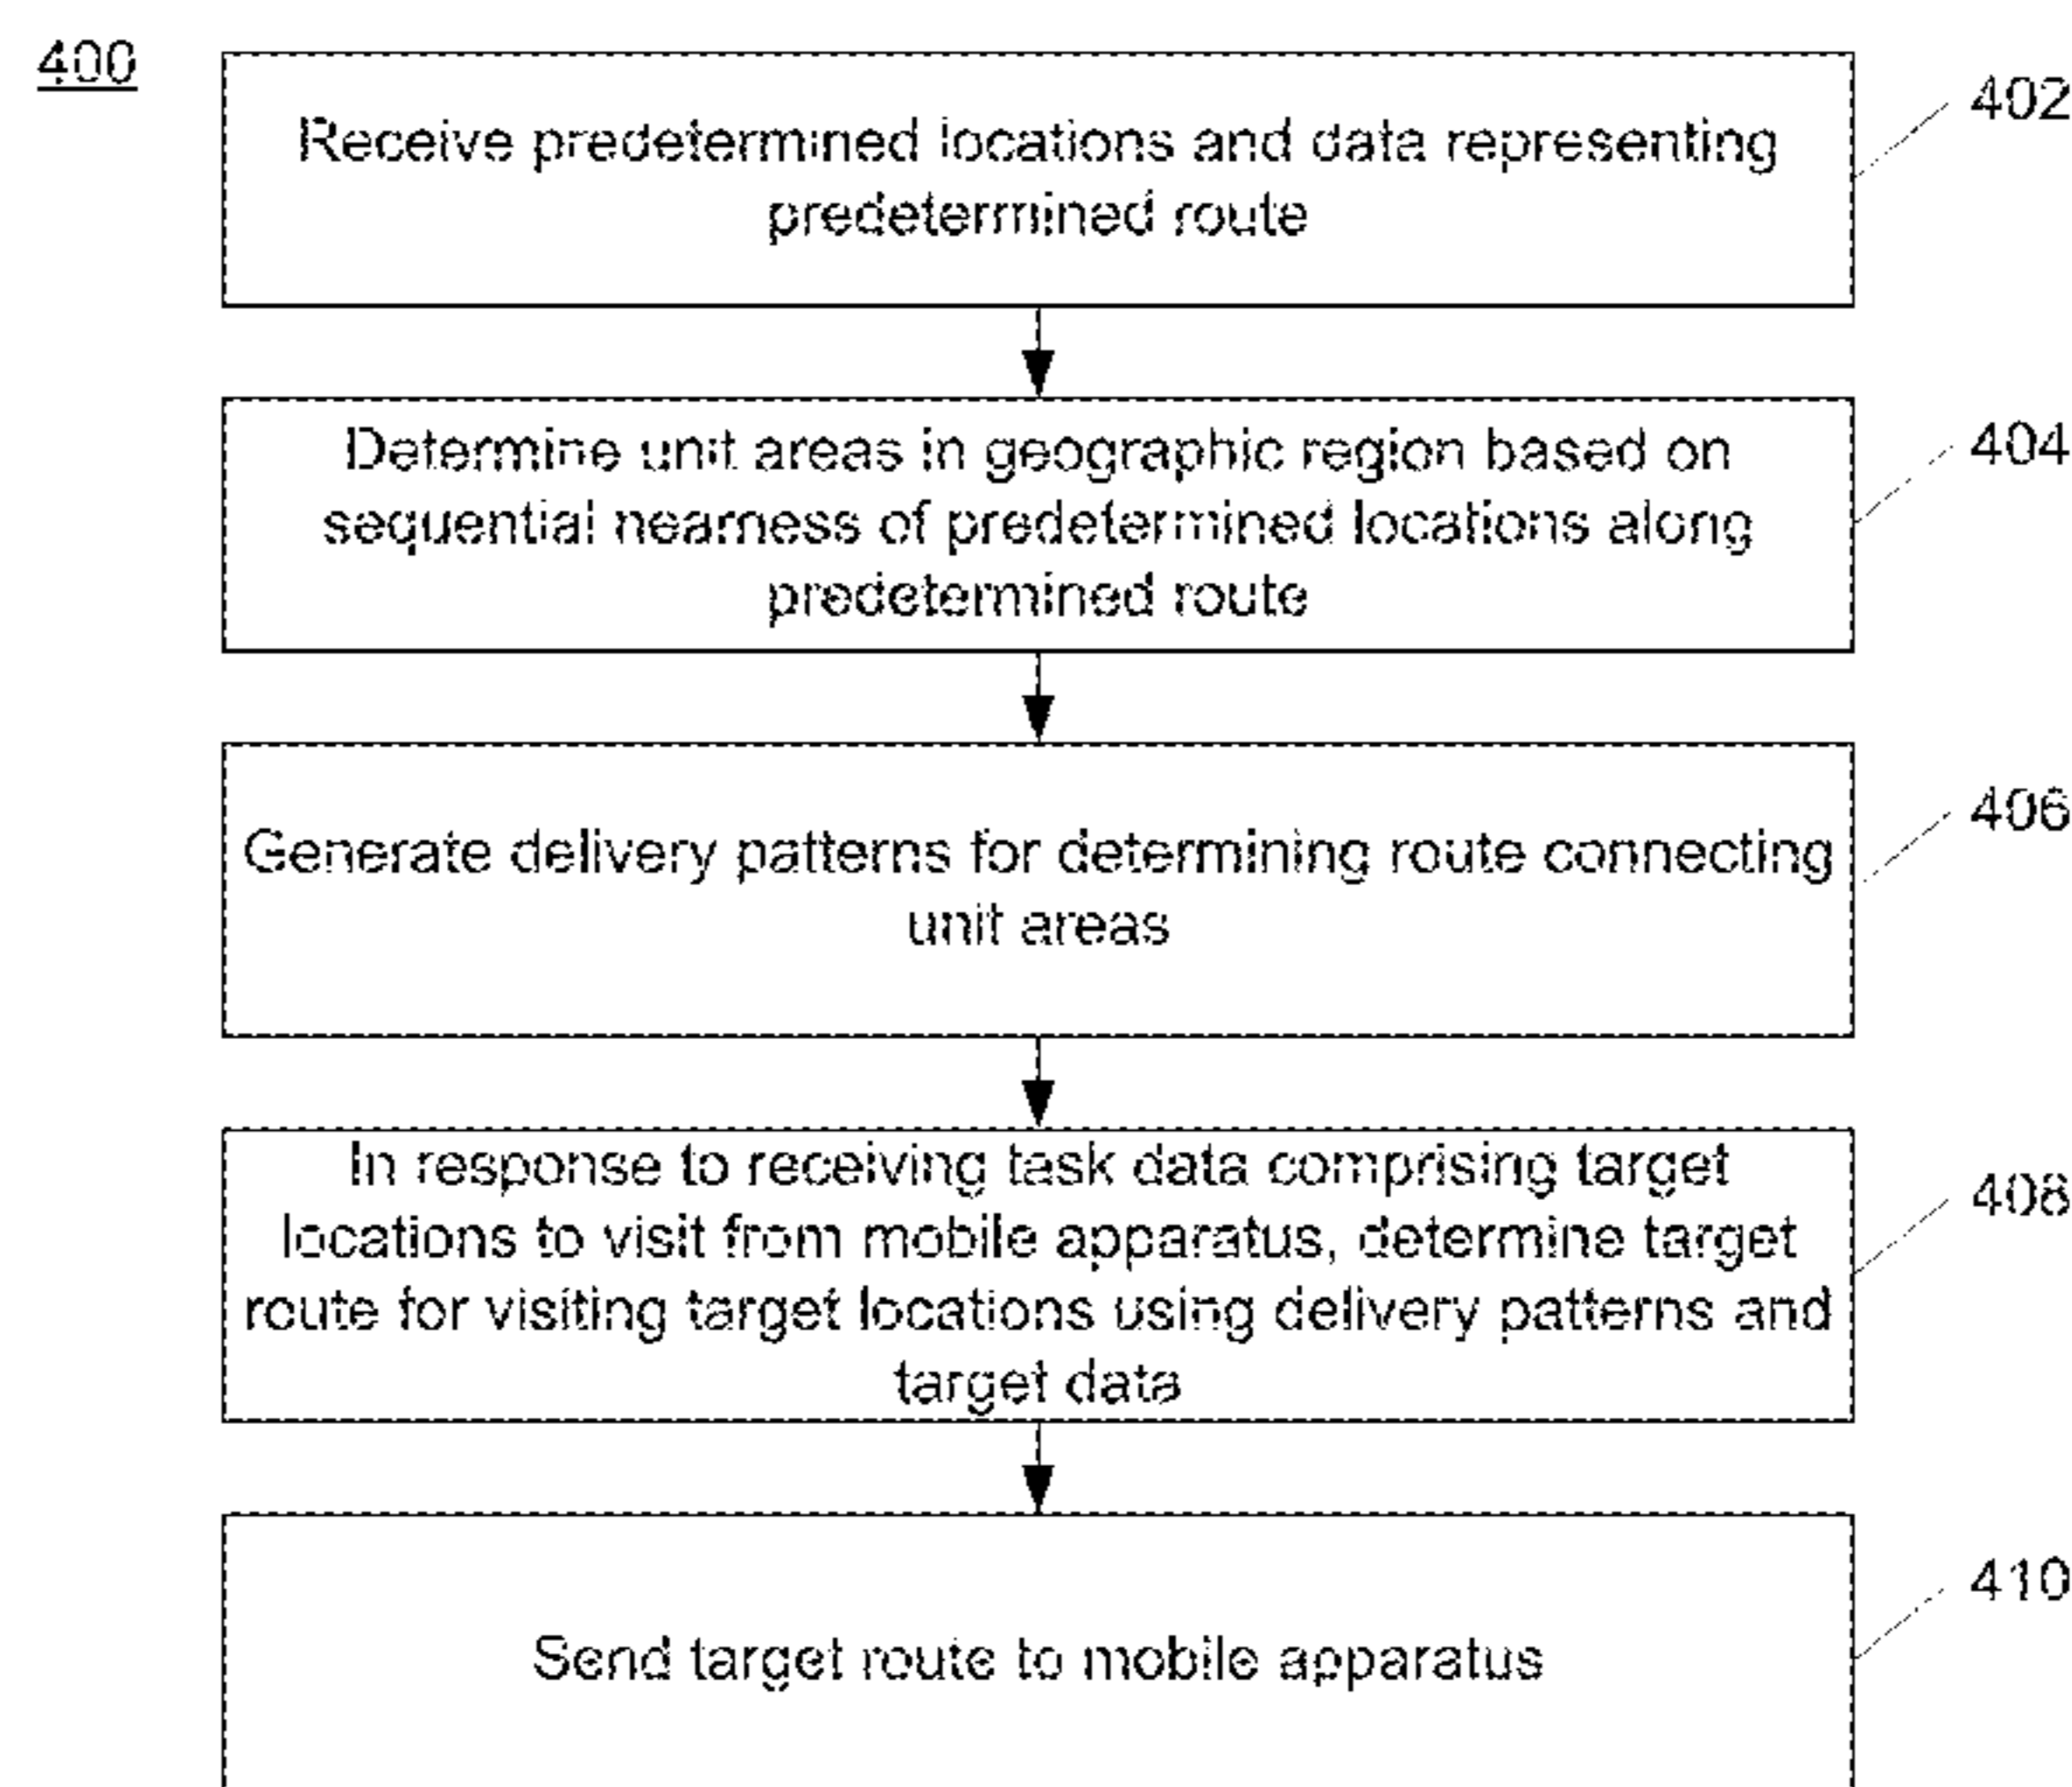 400
Receive predetermined locations and data representing
predetermined route
402
Determine unit areas in geographic region based on
sequential nearness of predetermined locations along
predetermined route
404
Generate delivery patterns for determining route connecting
unit areas
406
In response to receiving task data comprising target
locations to visit from mobile apparatus, determine target
route for visiting target locations using delivery patterns and
target data
408
Send target route to mobile apparatus
410